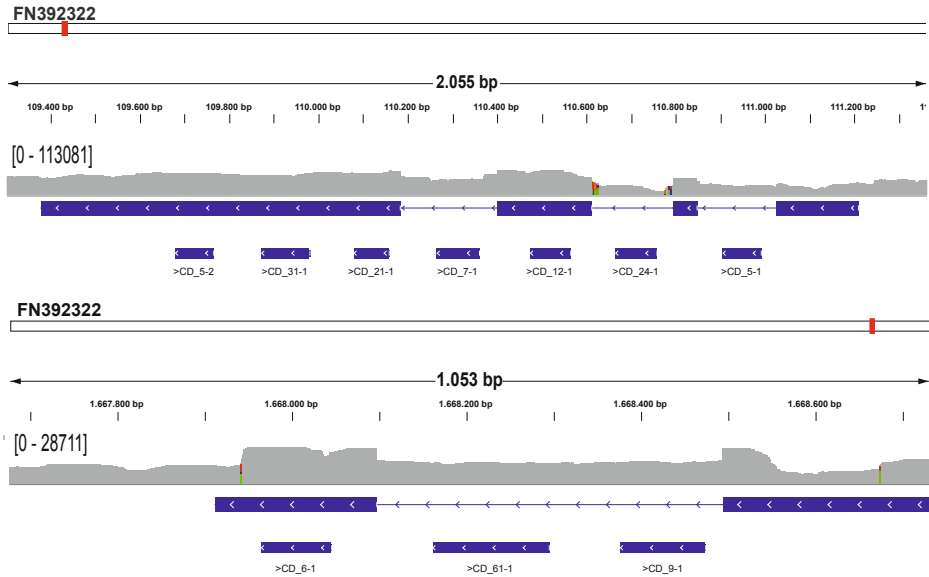 FN392322
2.055 bp
109.400 bp 109.600 bp 109.800 bp 110.000 bp 110.200 bp 110.400 bp 110.600 bp 110.800 bp 111.000 bp 111.200 bp
[0 - 113081]
>CD_5-2 >CD_31-1 >CD_21-1 >CD_7-1 >CD_12-1 >CD_24-1 >CD_5-1
FN392322
1.053 bp
1.667.800 bp 1.668.000 bp 1.668.200 bp 1.668.400 bp 1.668.600 bp
[0 - 28711]
>CD_6-1 >CD_61-1 >CD_9-1